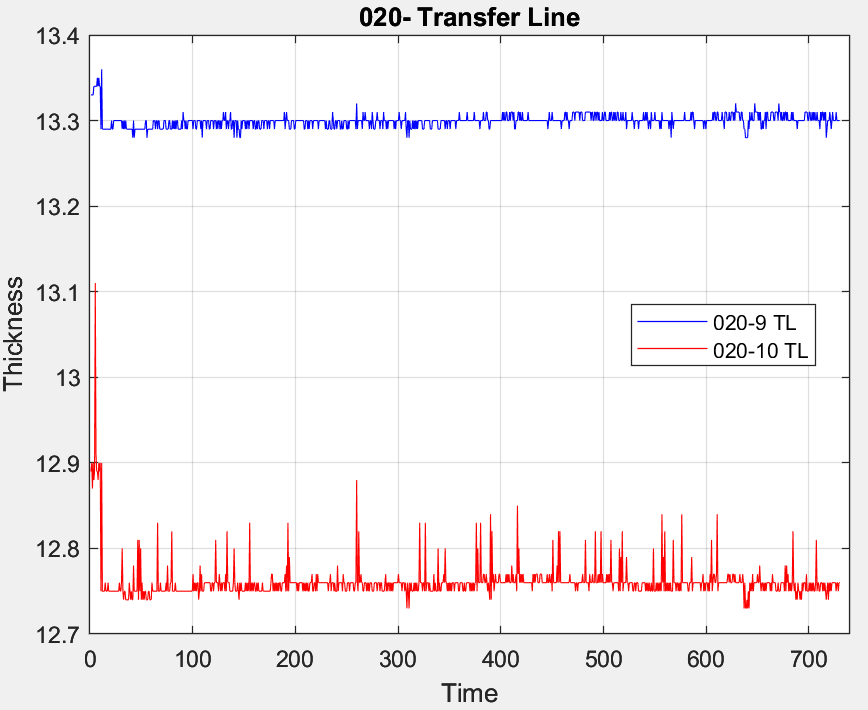 020- Transfer Line
13.4
13.3
13.2
13.1
13
12.9
12.8
12.7
Thickness
020-9 TL
020-10 TL
0 100 200 300 400 500 600 700
Time